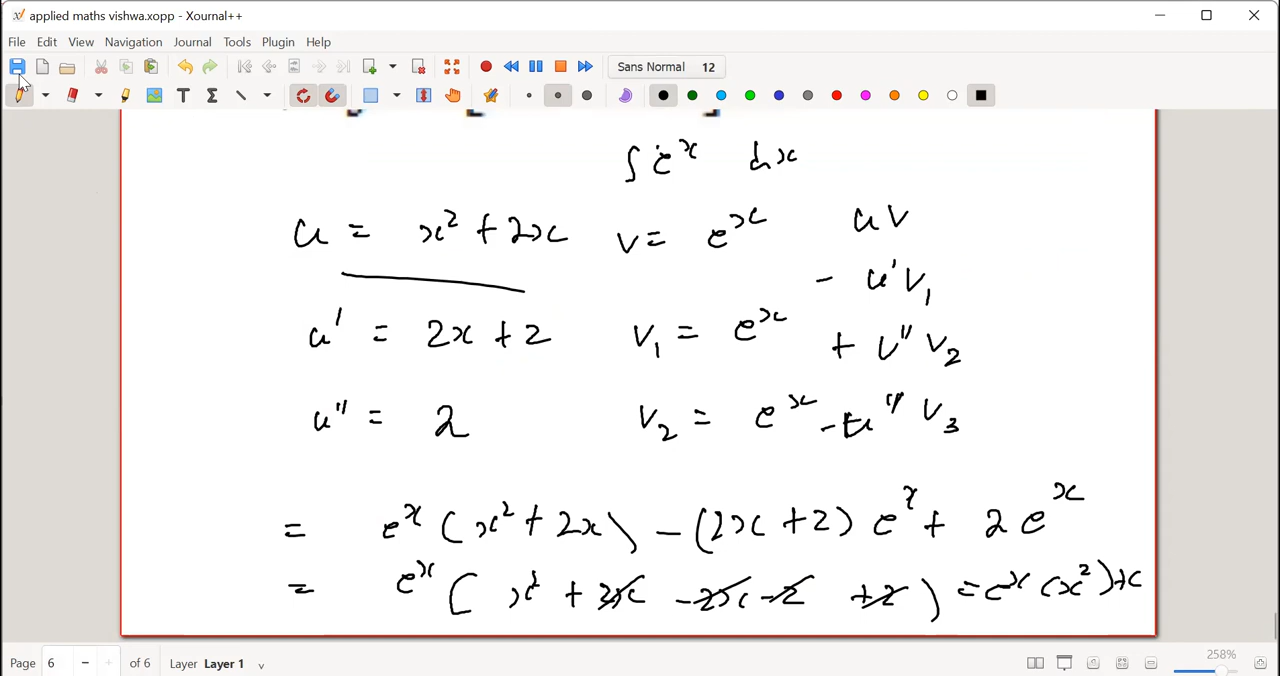 applied maths vishwa.xopp - Xournal++
File Edit View Navigation Journal Tools Plugin Help
Sans Normal 12
∫ e^x dx
u = x² + 2x v = e^x uv
- u'v₁
u' = 2x + 2 v₁ = e^x + u''v₂
u'' = 2 v₂ = e^x - u''' v₃
= e^x (x² + 2x) - (2x + 2) e^x + 2e^x
= e^x (x² + 2x - 2x - 2 + 2) = e^x (x²) + c
Page 6 of 6 Layer Layer 1 258%